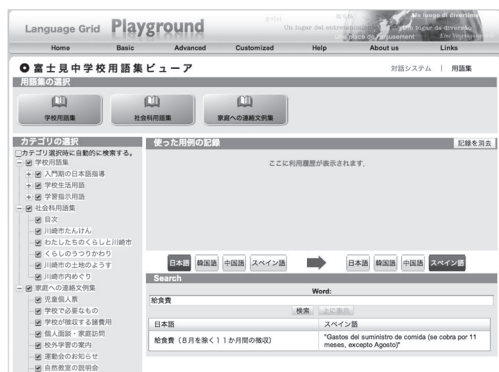 Language Grid Playground
Home Basic Advanced Customized Help About us Links
富士見中学校用語集ビューア
対話システム | 用語集
用語集の選択
学校用語集 社会科用語集 家庭への連絡文例集
カテゴリの選択
カテゴリ選択時に自動的に検索する。
学校用語集
入門期の日本語指導
学校生活用語
学習指示用語
社会科用語集
目次
川崎市たんけん
わたしたちのくらしと川崎市
くらしのうつりかわり
川崎市の土地のようす
川崎市内めぐり
家庭への連絡文例集
児童個人票
学校で必要なもの
学校が徴収する諸費用
個人面談・家庭訪問
校外学習の案内
運動会のお知らせ
自然教室の説明会
使った用例の記録
記録を消去
ここに利用履歴が表示されます.
日本語 韓国語 中国語 スペイン語 日本語 韓国語 中国語 スペイン語
Search
Word:
給食費
検索 上に表示
日本語 スペイン語
給食費（８月を除く１１か月間の徴収）
"Gastos del suministro de comida (se cobra por 11
meses, excepto Agosto)"